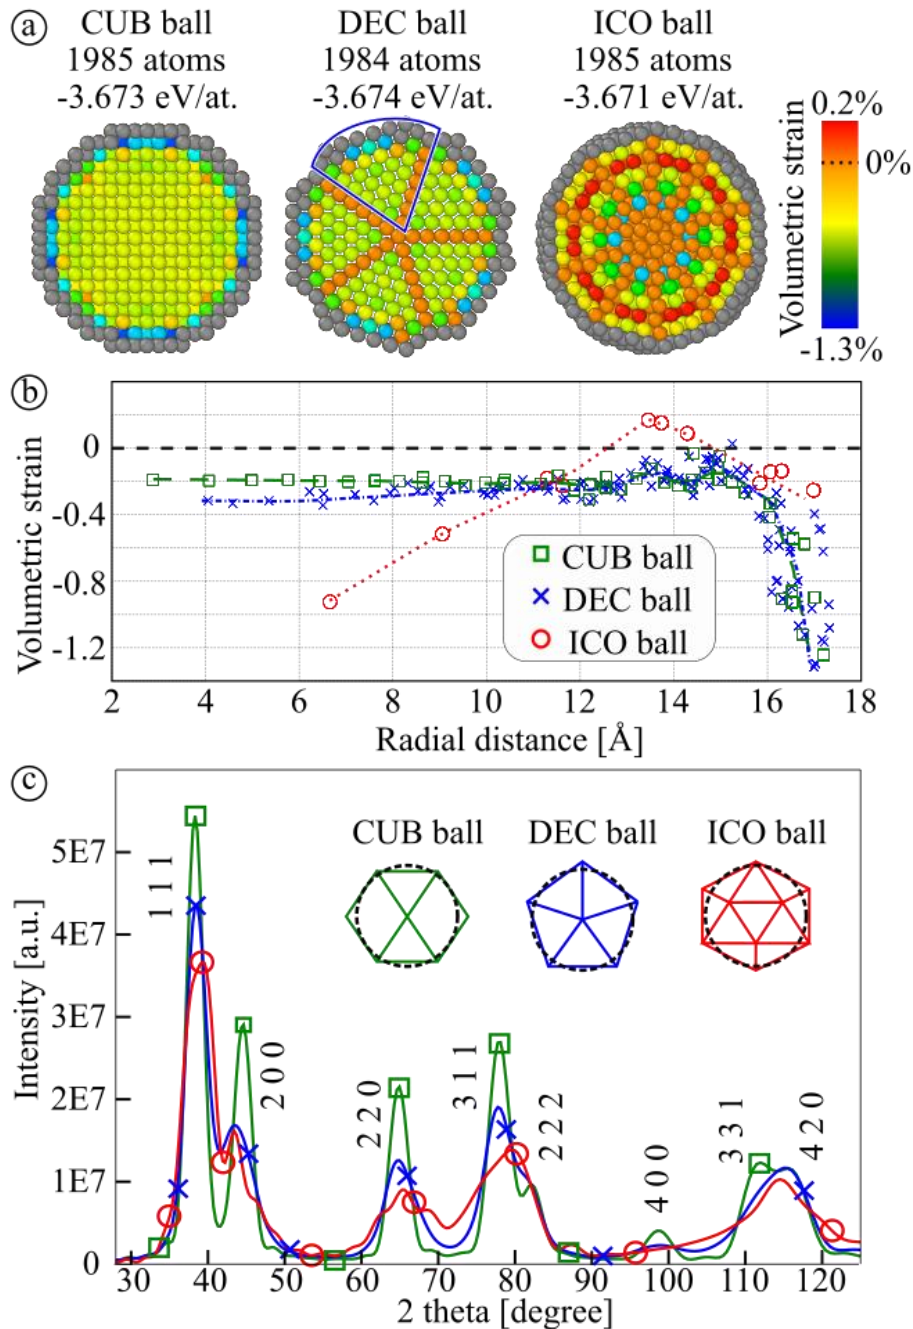 a
CUB ball
1985 atoms
-3.673 eV/at.
DEC ball
1984 atoms
-3.674 eV/at.
ICO ball
1985 atoms
-3.671 eV/at.
Volumetric strain
0.2%
0%
-1.3%
b
Volumetric strain
0
-0.4
-0.8
-1.2
CUB ball
DEC ball
ICO ball
2 4 6 8 10 12 14 16 18
Radial distance [Å]
c
Intensity [a.u.]
5E7
4E7
3E7
2E7
1E7
0
CUB ball
DEC ball
ICO ball
1 1 1
2 0 0
2 2 0
3 1 1
2 2 2
4 0 0
3 3 1
4 2 0
30 40 50 60 70 80 90 100 110 120
2 theta [degree]